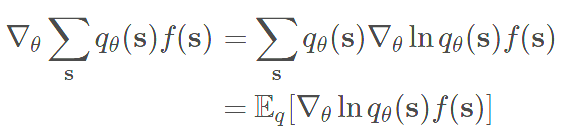 ∇_θ ∑_s q_θ(s) f(s) = ∑_s q_θ(s) ∇_θ ln q_θ(s) f(s)
= 𝔼_q[∇_θ ln q_θ(s) f(s)]